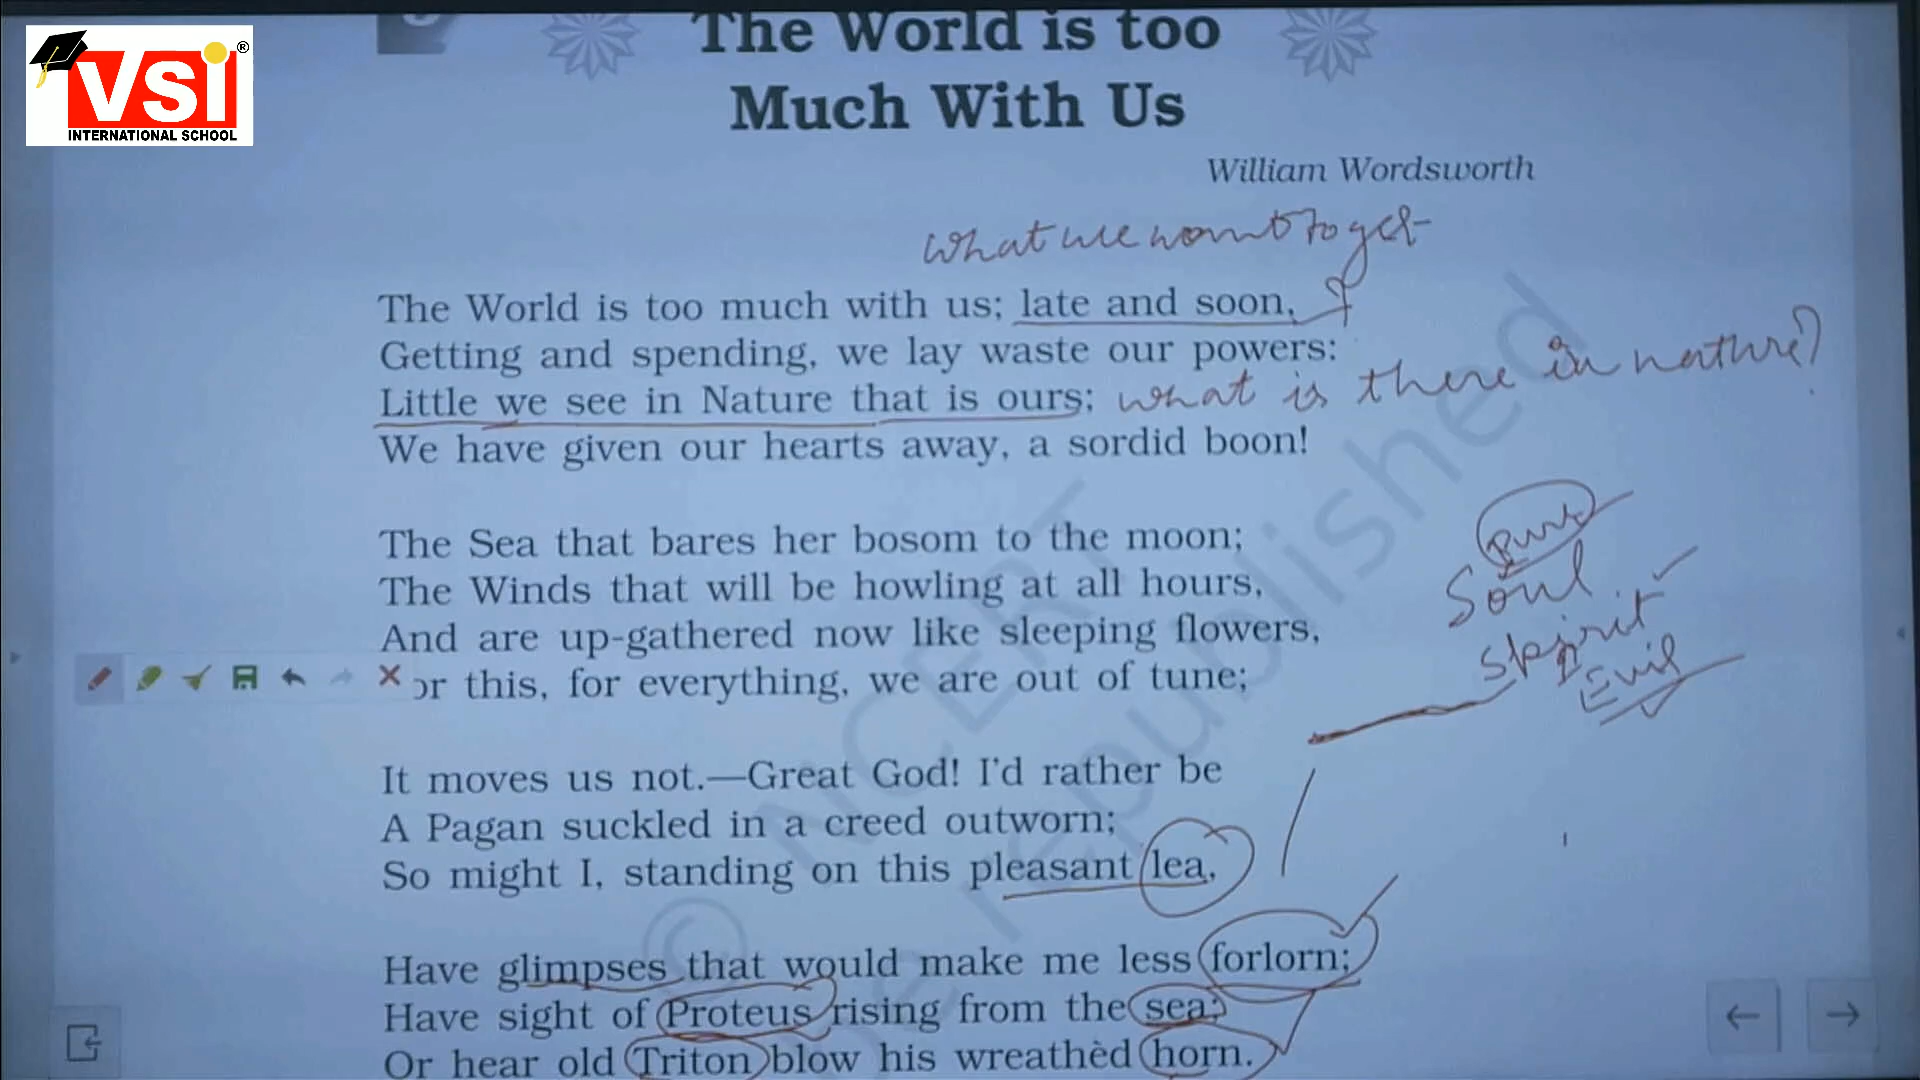 VSI ®
INTERNATIONAL SCHOOL
The World is too
Much With Us
William Wordsworth
What we want to get
The World is too much with us; late and soon,
Getting and spending, we lay waste our powers:
Little we see in Nature that is ours; what is there in nature?
We have given our hearts away, a sordid boon!
The Sea that bares her bosom to the moon;
The Winds that will be howling at all hours,
And are up-gathered now like sleeping flowers,
or this, for everything, we are out of tune;
Pure
Soul
Spirit
Evil
It moves us not.—Great God! I'd rather be
A Pagan suckled in a creed outworn;
So might I, standing on this pleasant lea,
Have glimpses that would make me less forlorn;
Have sight of Proteus rising from the sea;
Or hear old Triton blow his wreathèd horn.
© NCERT
be republished